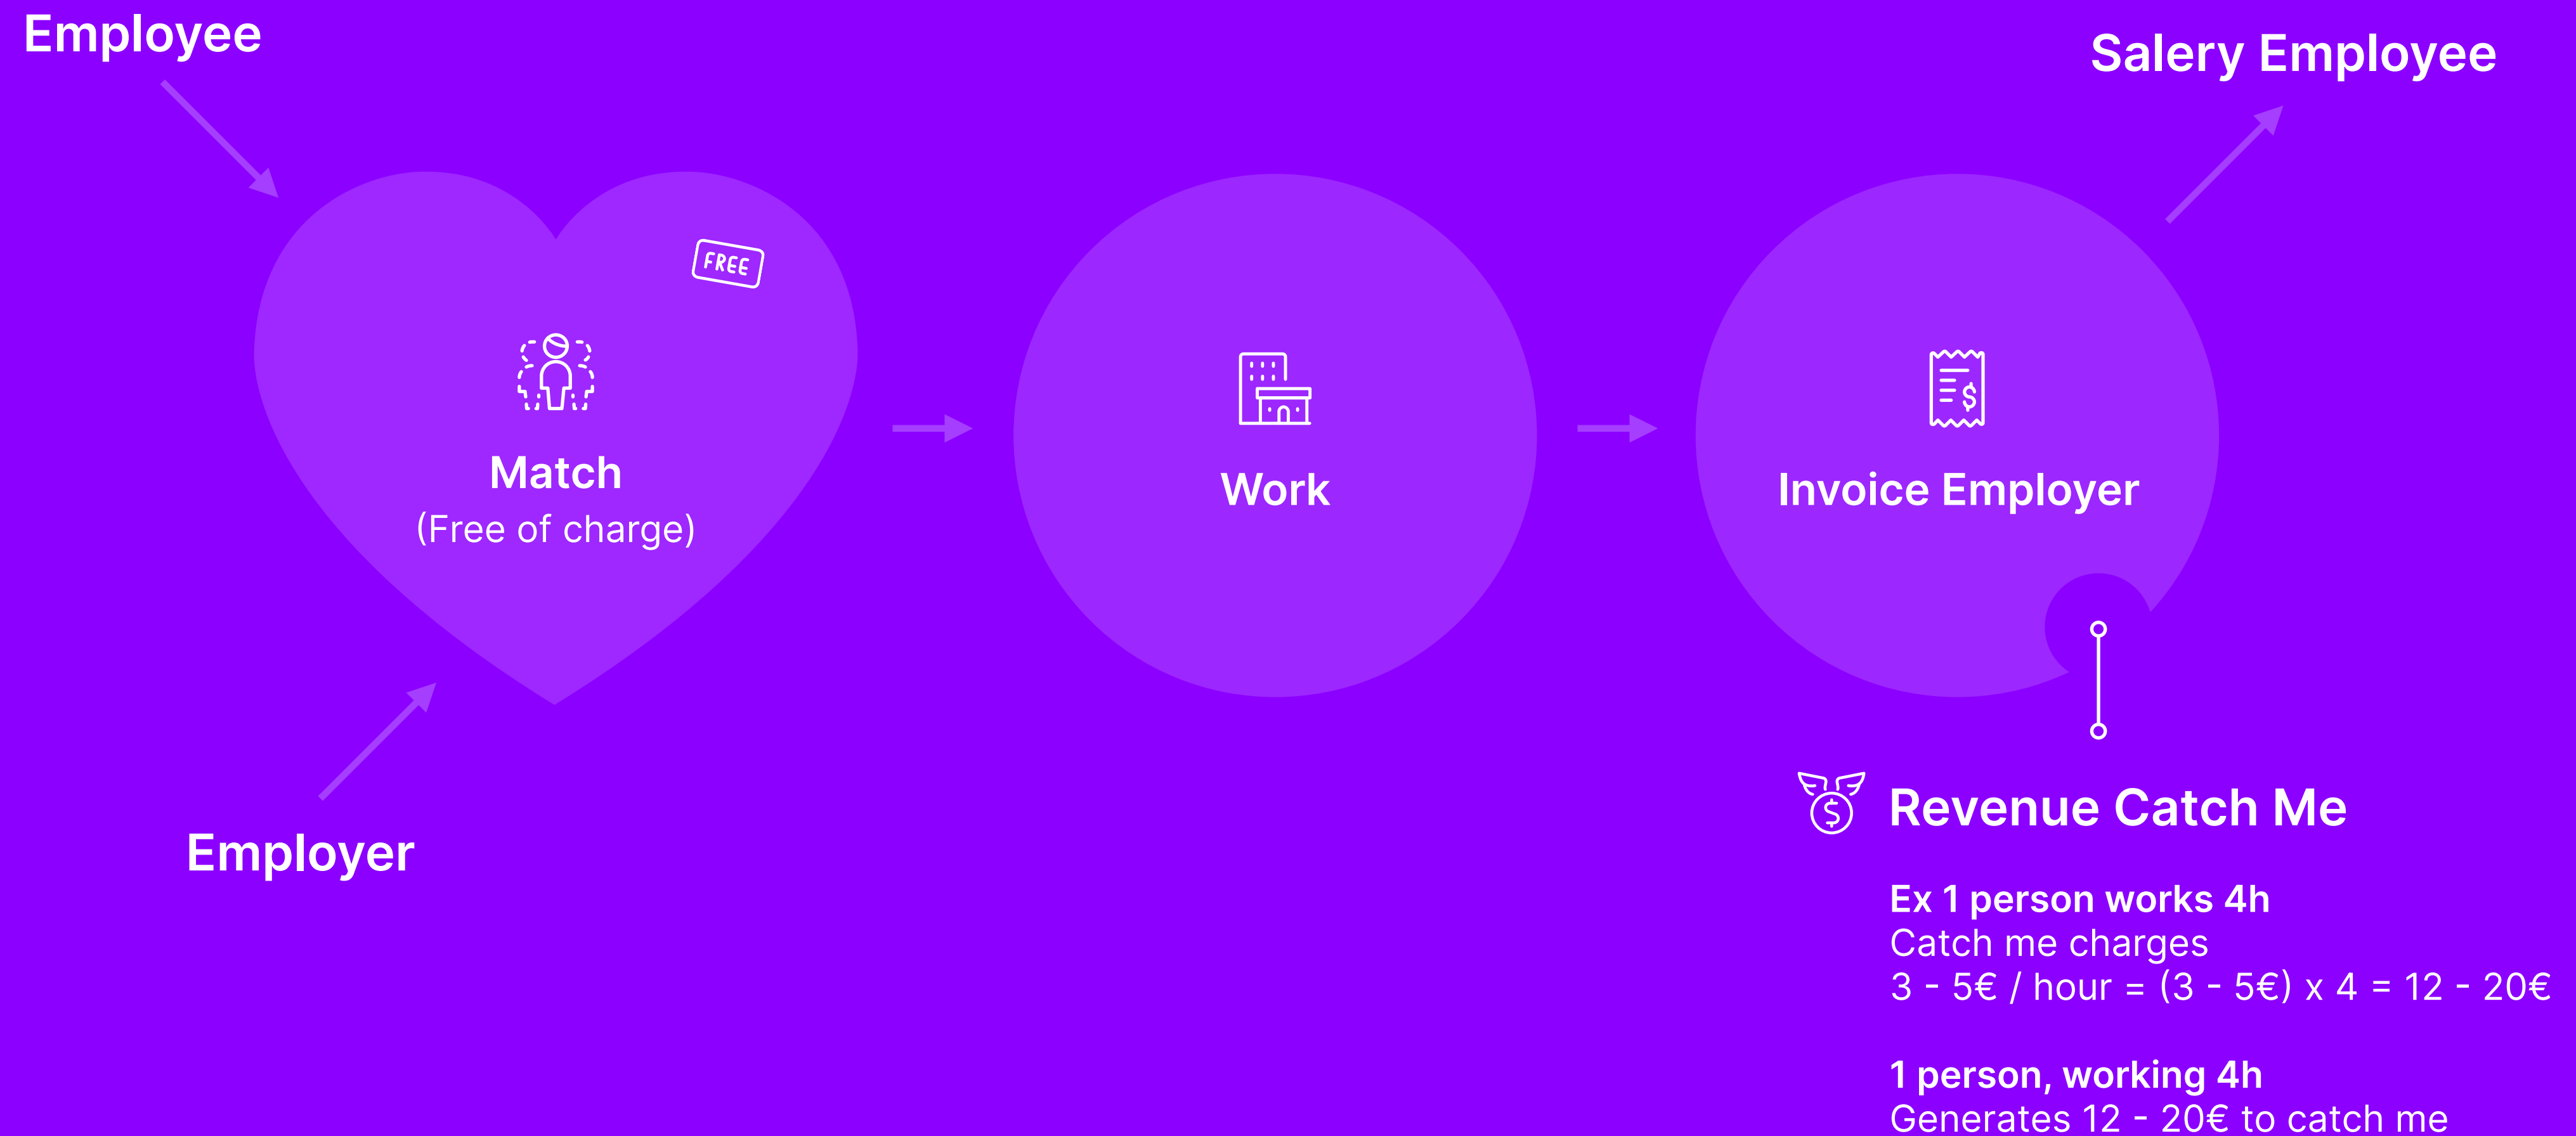 Employee
Salery Employee
FREE
Match
(Free of charge)
Work
Invoice Employer
Employer
Revenue Catch Me
Ex 1 person works 4h
Catch me charges
3 - 5€ / hour = (3 - 5€) x 4 = 12 - 20€
1 person, working 4h
Generates 12 - 20€ to catch me